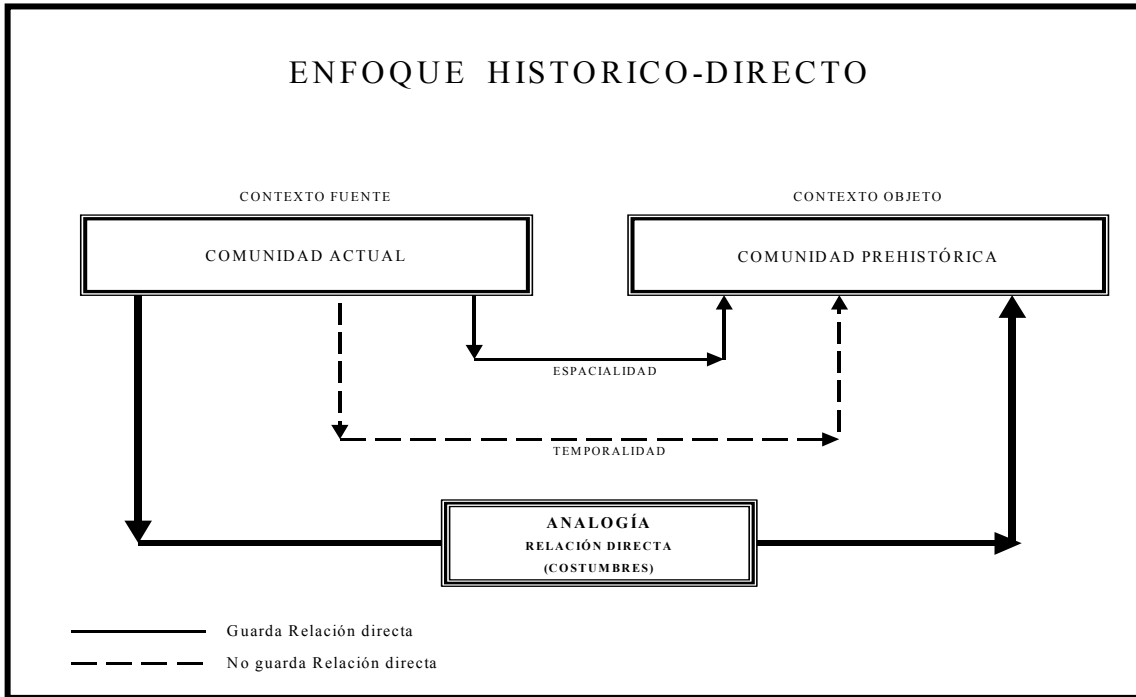 ENFOQUE HISTORICO-DIRECTO
CONTEXTO FUENTE
CONTEXTO OBJETO
COMUNIDAD ACTUAL
COMUNIDAD PREHISTÓRICA
ESPACIALIDAD
TEMPORALIDAD
ANALOGÍA
RELACIÓN DIRECTA
(COSTUMBRES)
Guarda Relación directa
No guarda Relación directa